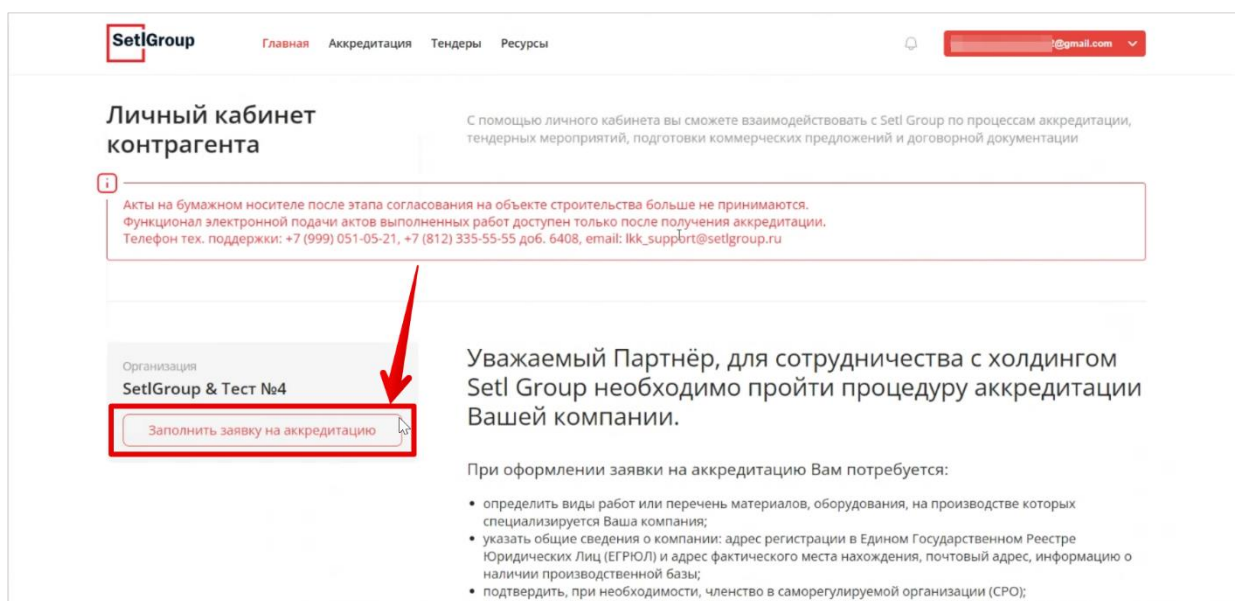 SetlGroup
Главная Аккредитация Тендеры Ресурсы
@gmail.com
Личный кабинет
контрагента
С помощью личного кабинета вы сможете взаимодействовать с Setl Group по процессам аккредитации,
тендерных мероприятий, подготовки коммерческих предложений и договорной документации
Акты на бумажном носителе после этапа согласования на объекте строительства больше не принимаются.
Функционал электронной подачи актов выполненных работ доступен только после получения аккредитации.
Телефон тех. поддержки: +7 (999) 051-05-21, +7 (812) 335-55-55 доб. 6408, email: lkk_support@setlgroup.ru
Организация
SetlGroup & Тест №4
Заполнить заявку на аккредитацию
Уважаемый Партнёр, для сотрудничества с холдингом
Setl Group необходимо пройти процедуру аккредитации
Вашей компании.
При оформлении заявки на аккредитацию Вам потребуется:
• определить виды работ или перечень материалов, оборудования, на производстве которых
специализируется Ваша компания;
• указать общие сведения о компании: адрес регистрации в Едином Государственном Реестре
Юридических Лиц (ЕГРЮЛ) и адрес фактического места нахождения, почтовый адрес, информацию о
наличии производственной базы;
• подтвердить, при необходимости, членство в саморегулируемой организации (СРО);